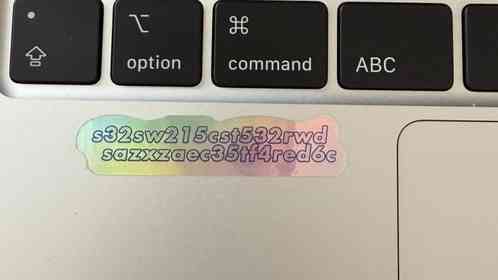 option
command
ABC
s32sw215cst532rwd
sazxzaec35tf4red6c